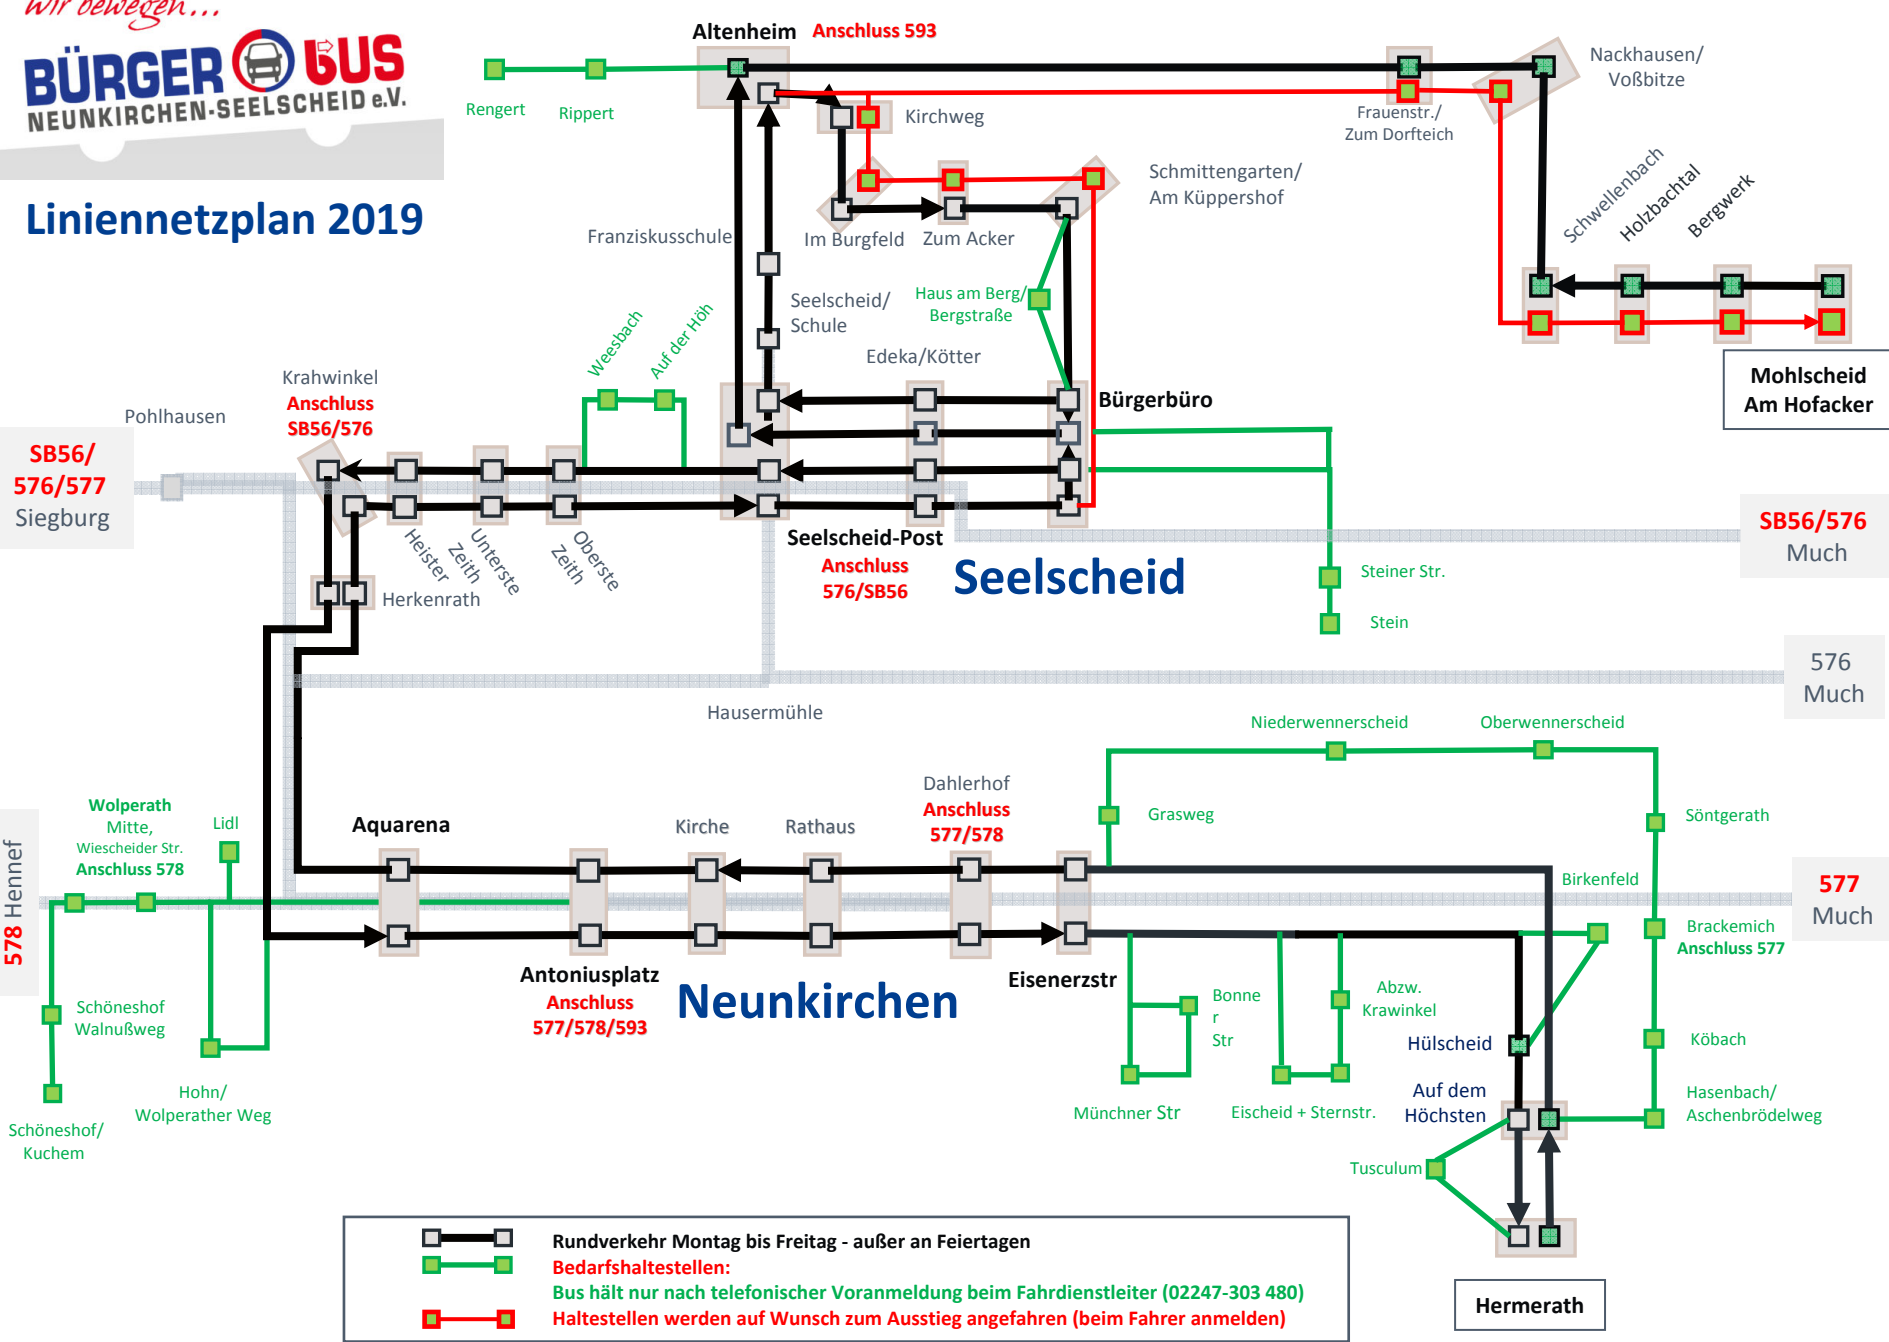 wir bewegen...
BÜRGER BUS
NEUNKIRCHEN-SEELSCHEID e.V.
Liniennetzplan 2019
Altenheim Anschluss 593
Rengert
Rippert
Kirchweg
Frauenstr./
Zum Dorfteich
Nackhausen/
Voßbitze
Schmittengarten/
Am Küppershof
Schwellenbach
Holzbachtal
Bergwerk
Franziskusschule
Im Burgfeld
Zum Acker
Seelscheid/
Schule
Haus am Berg/
Bergstraße
Edeka/Kötter
Weesbach
Auf der Höh
Mohlscheid
Am Hofacker
Krahwinkel
Anschluss
SB56/576
Pohlhausen
Bürgerbüro
SB56/
576/577
Siegburg
Heister
Unterste
Zeith
Oberste
Zeith
Seelscheid-Post
Anschluss
576/SB56
Seelscheid
SB56/576
Much
Steiner Str.
Stein
Herkenrath
576
Much
Hausermühle
Niederwennerscheid
Oberwennerscheid
Wolperath
Mitte,
Wiescheider Str.
Anschluss 578
Lidl
Aquarena
Kirche
Rathaus
Dahlerhof
Anschluss
577/578
Grasweg
Söntgerath
578 Hennef
Birkenfeld
577
Much
Brackemich
Anschluss 577
Antoniusplatz
Anschluss
577/578/593
Neunkirchen
Eisenerzstr
Schöneshof
Walnußweg
Bonne
r
Str
Abzw.
Krawinkel
Hülscheid
Köbach
Hohn/
Wolperather Weg
Münchner Str
Eischeid + Sternstr.
Auf dem
Höchsten
Hasenbach/
Aschenbrödelweg
Schöneshof/
Kuchem
Tusculum
Rundverkehr Montag bis Freitag - außer an Feiertagen
Bedarfshaltestellen:
Bus hält nur nach telefonischer Voranmeldung beim Fahrdienstleiter (02247-303 480)
Haltestellen werden auf Wunsch zum Ausstieg angefahren (beim Fahrer anmelden)
Hermerath